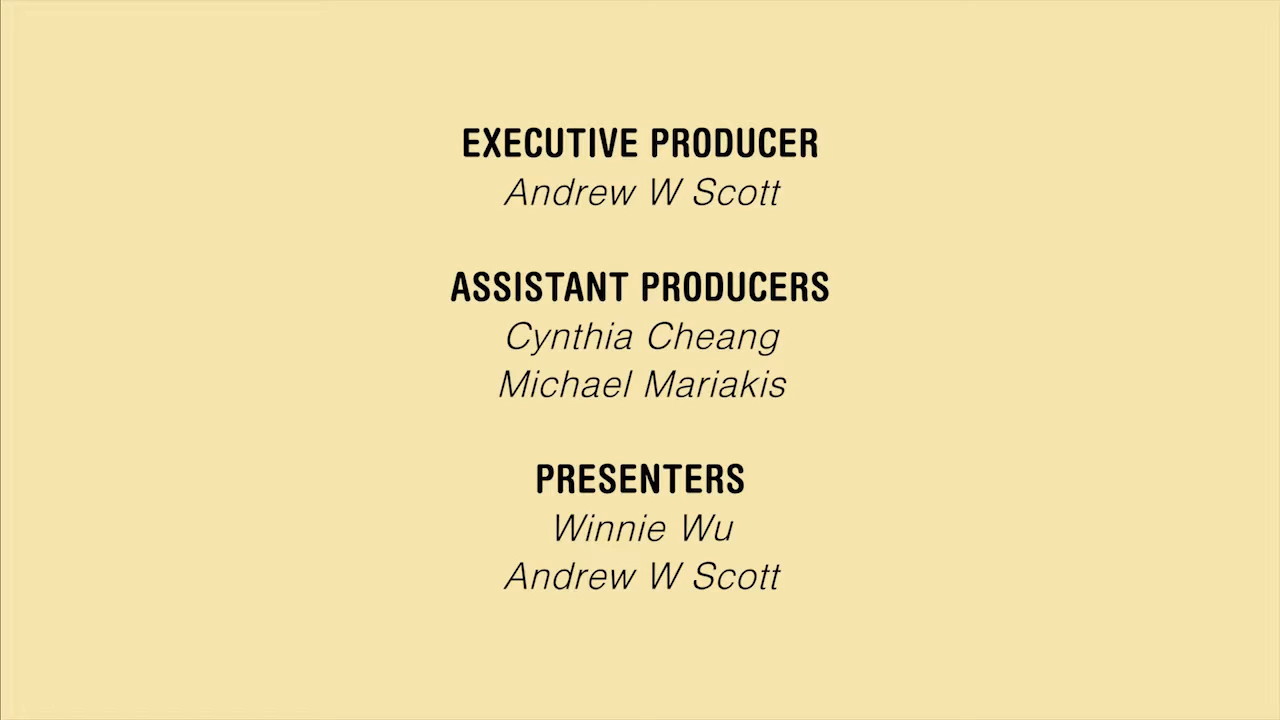 EXECUTIVE PRODUCER
Andrew W Scott
ASSISTANT PRODUCERS
Cynthia Cheang
Michael Mariakis
PRESENTERS
Winnie Wu
Andrew W Scott